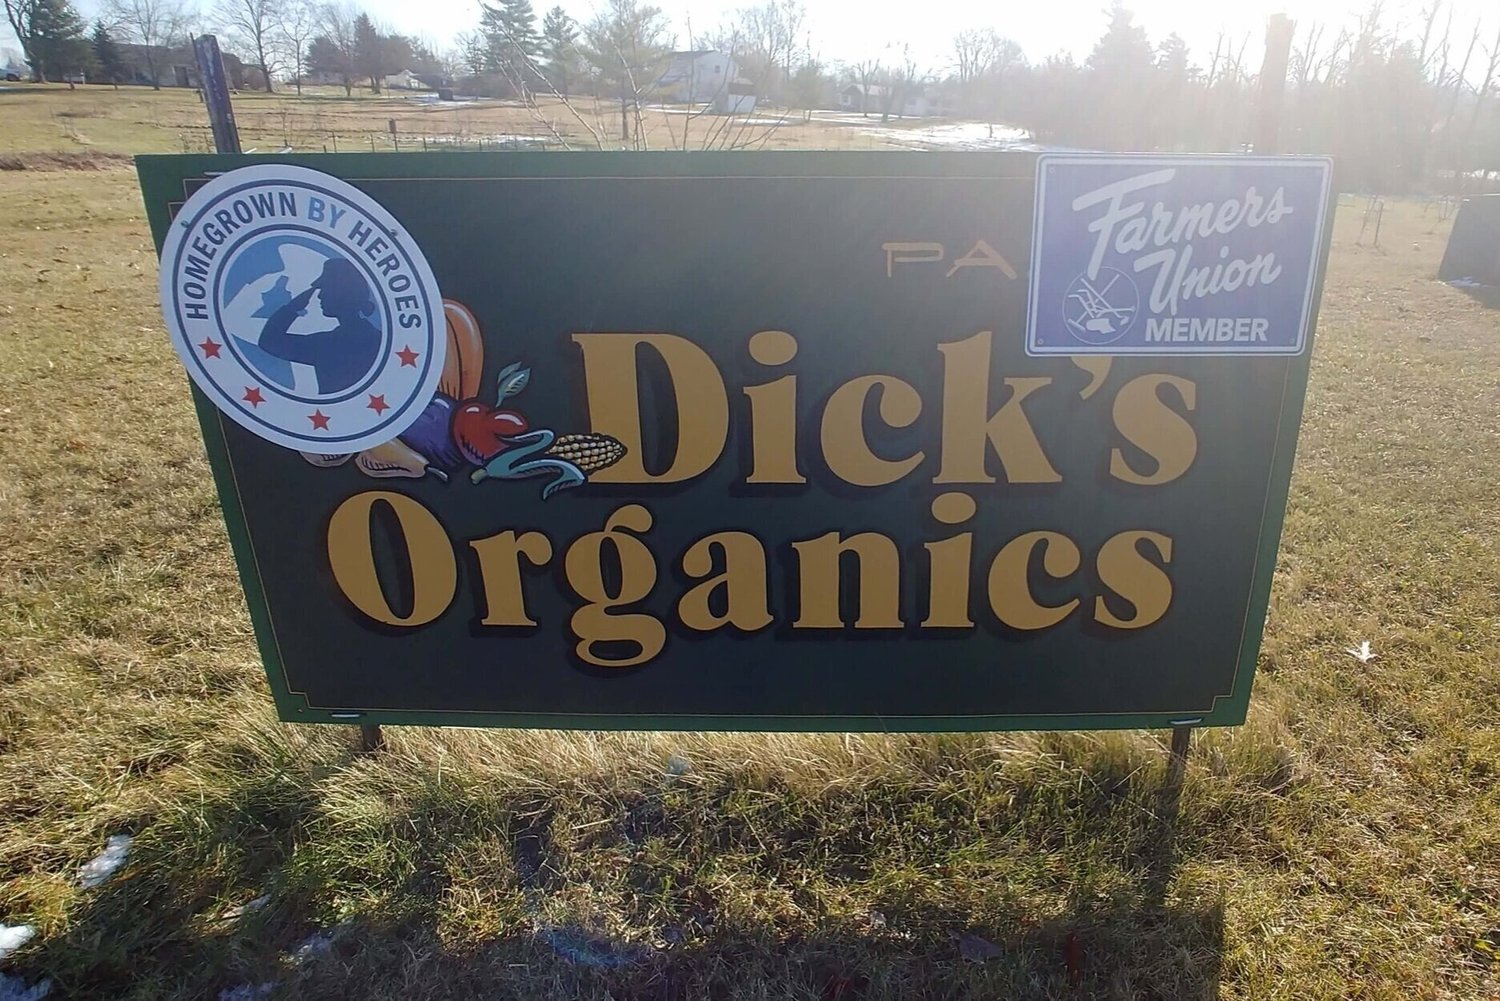 HOMEGROWN BY HEROES
PA
Farmers
Union
MEMBER
Dick's
Organics